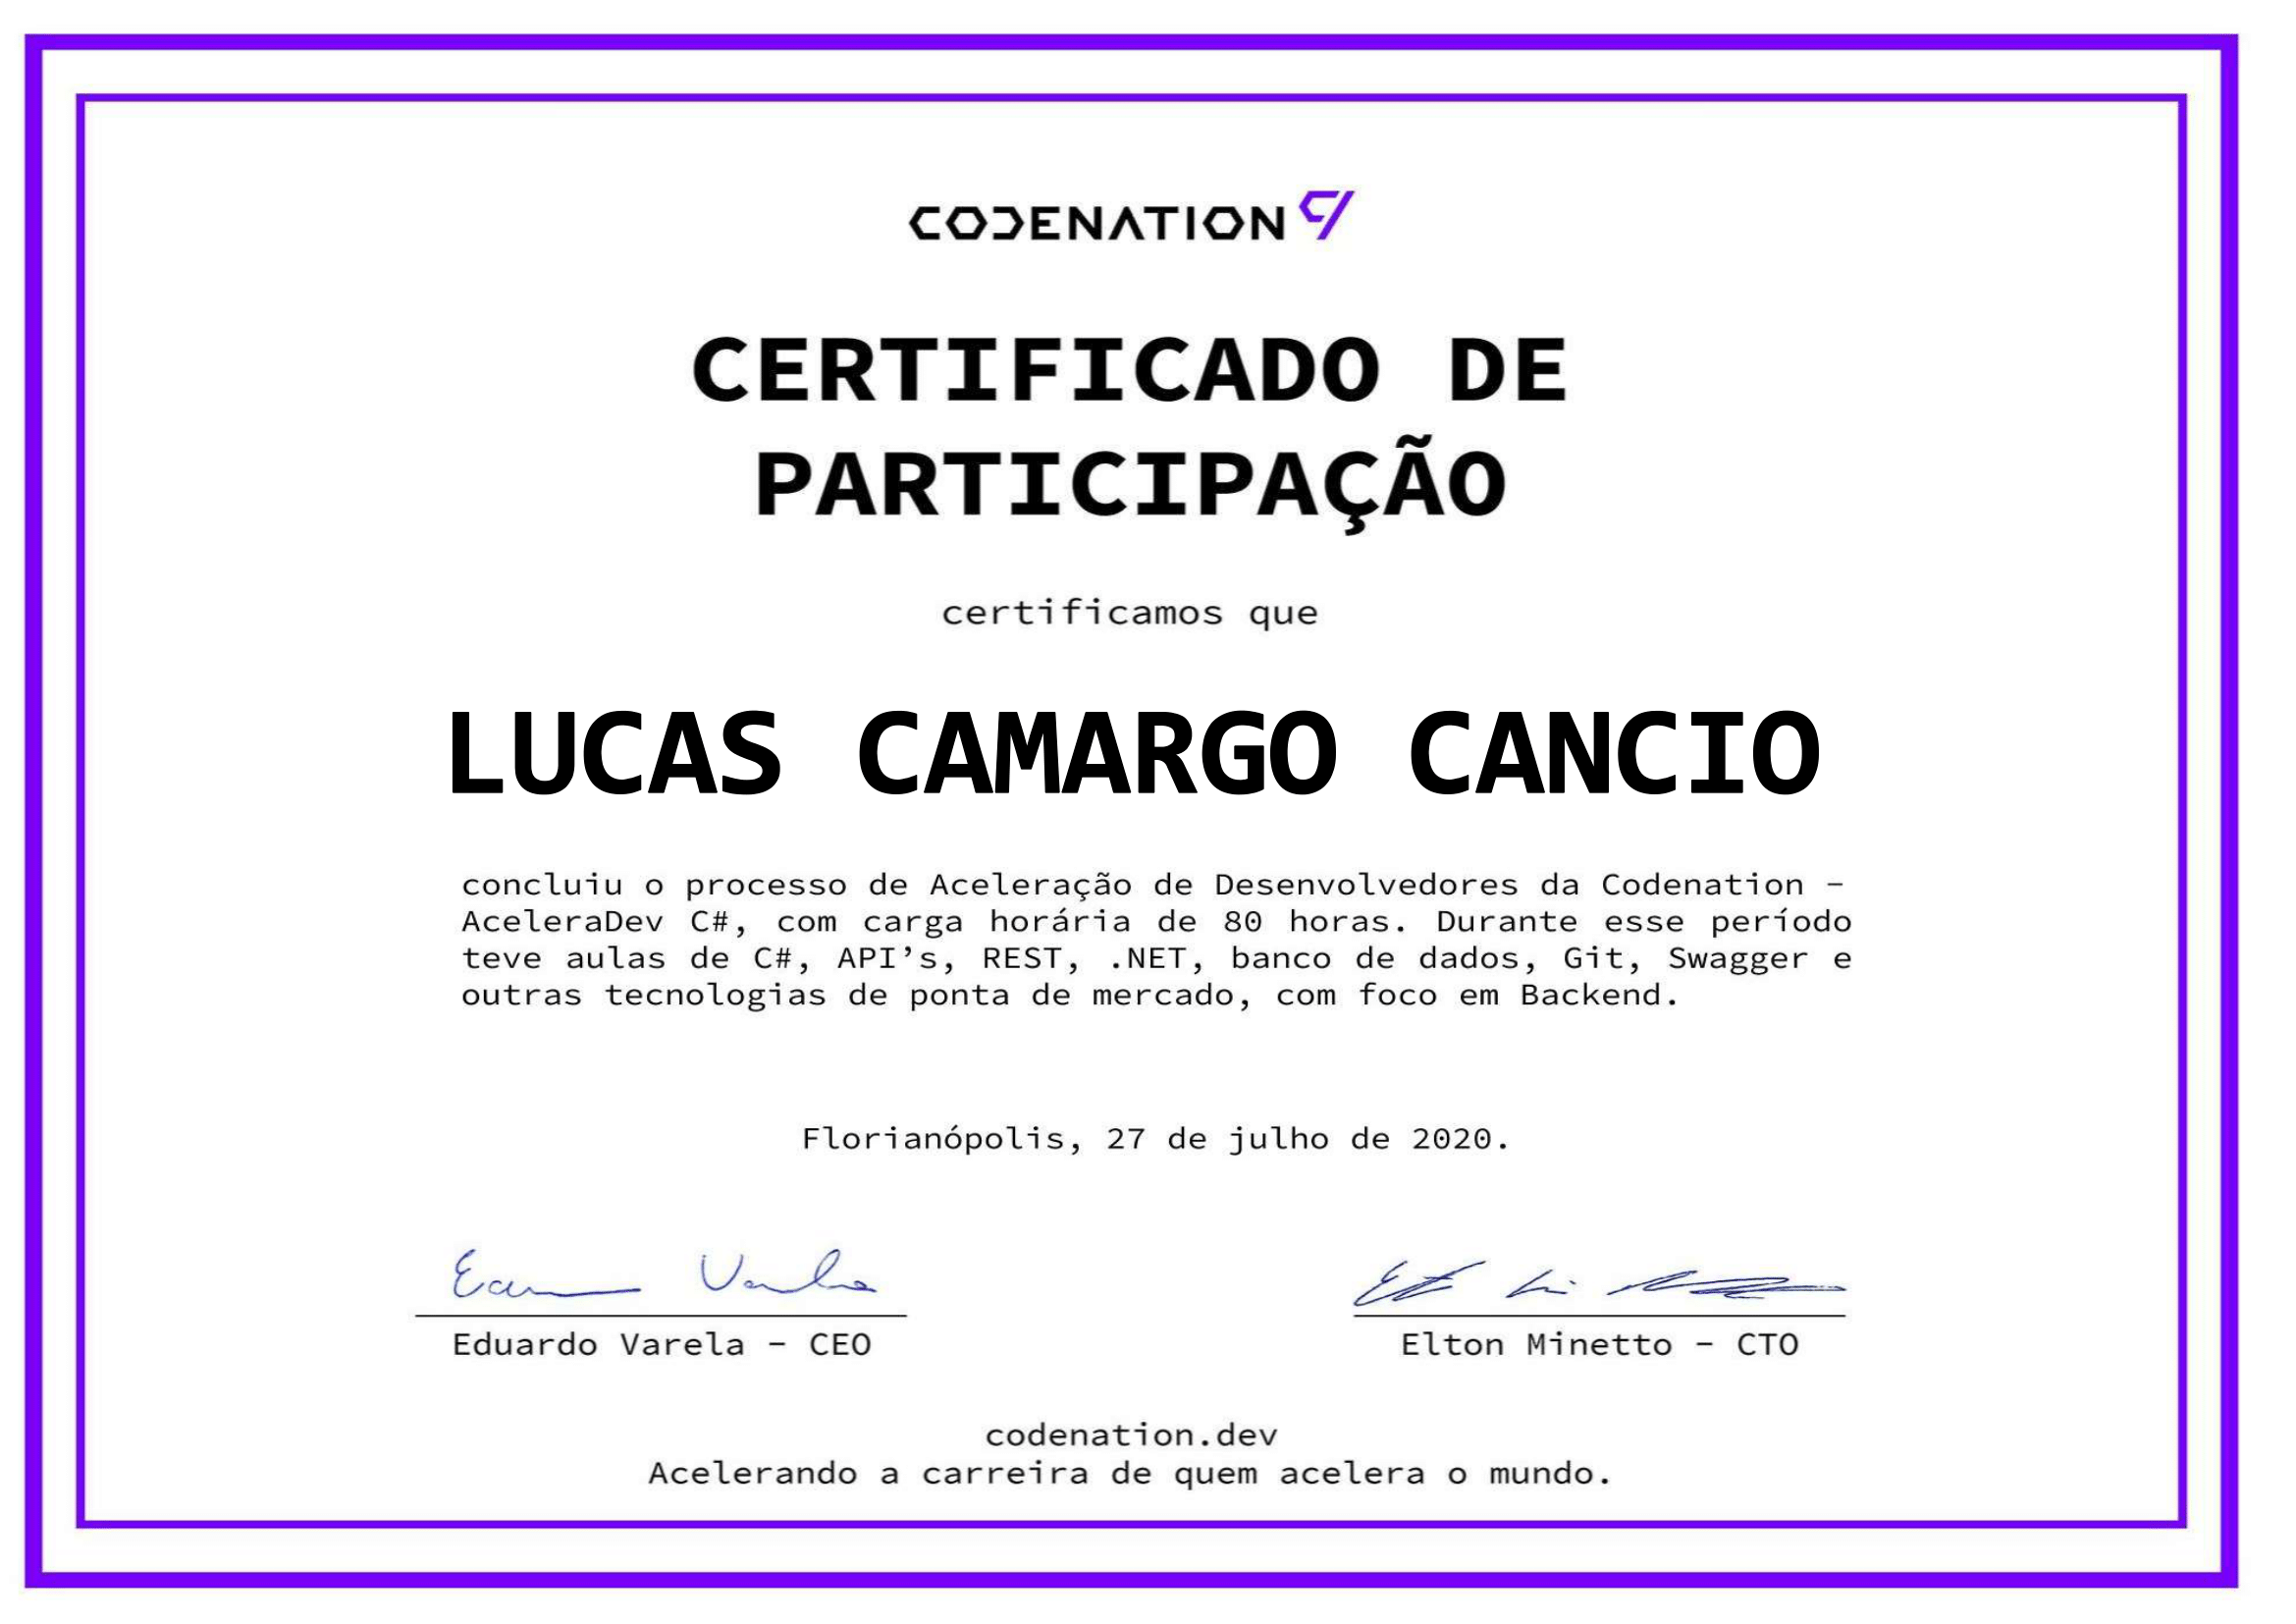 CODENATION
CERTIFICADO DE
PARTICIPAÇÃO
certificamos que
LUCAS CAMARGO CANCIO
concluiu o processo de Aceleração de Desenvolvedores da Codenation –
AceleraDev C#, com carga horária de 80 horas. Durante esse período
teve aulas de C#, API’s, REST, .NET, banco de dados, Git, Swagger e
outras tecnologias de ponta de mercado, com foco em Backend.
Florianópolis, 27 de julho de 2020.
Eduardo Varela – CEO
Elton Minetto – CTO
codenation.dev
Acelerando a carreira de quem acelera o mundo.